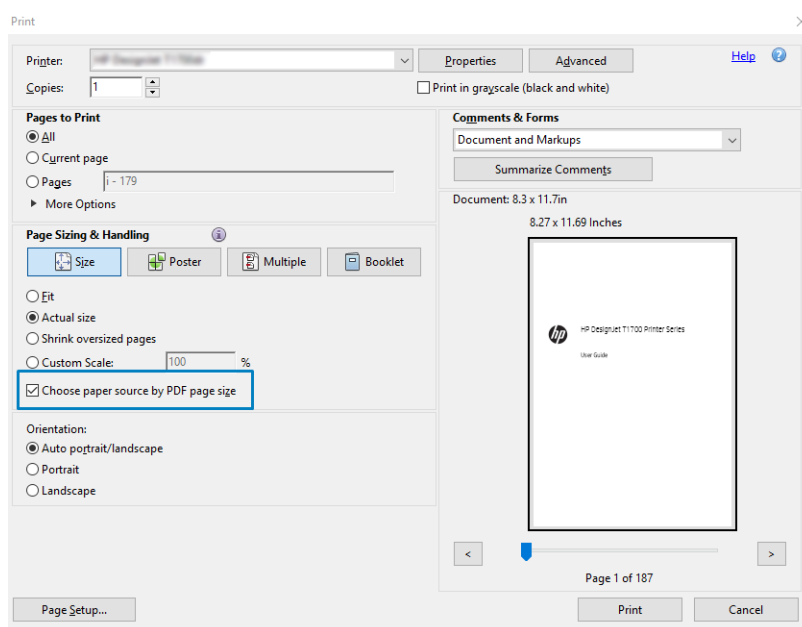 Print
Printer:
Properties
Advanced
Help
Copies:
1
Print in grayscale (black and white)
Pages to Print
All
Current page
Pages
i - 179
More Options
Comments & Forms
Document and Markups
Summarize Comments
Page Sizing & Handling
Size
Poster
Multiple
Booklet
Fit
Actual size
Shrink oversized pages
Custom Scale:
100
%
Choose paper source by PDF page size
Orientation:
Auto portrait/landscape
Portrait
Landscape
Document: 8.3 x 11.7in
8.27 x 11.69 Inches
hp
HP DesignJet T1700 Printer Series
User Guide
<
>
Page 1 of 187
Page Setup...
Print
Cancel